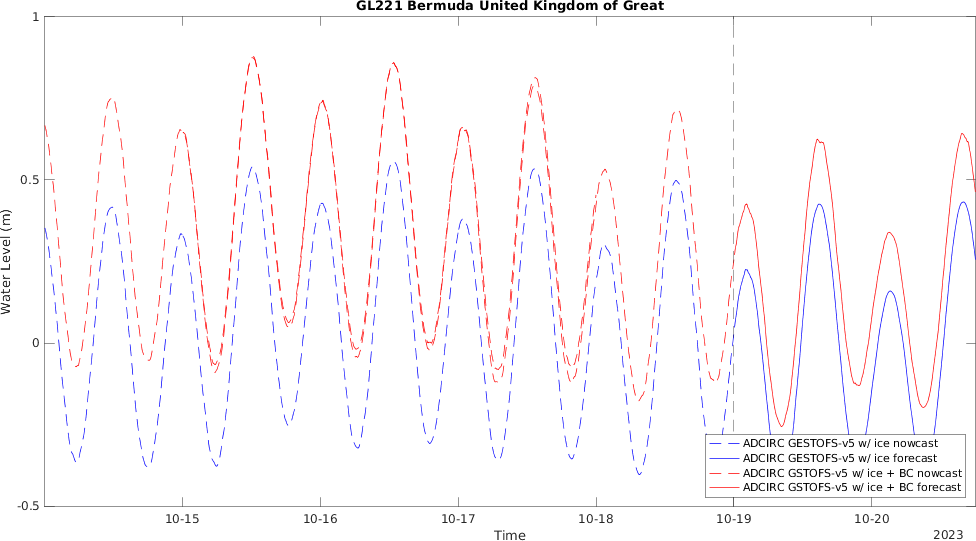 GL221 Bermuda United Kingdom of Great
1
0.5
0
-0.5
Water Level (m)
10-15
10-16
10-17
10-18
10-19
10-20
Time
2023
ADCIRC GESTOFS-v5 w/ ice nowcast
ADCIRC GESTOFS-v5 w/ ice forecast
ADCIRC GSTOFS-v5 w/ ice + BC nowcast
ADCIRC GSTOFS-v5 w/ ice + BC forecast